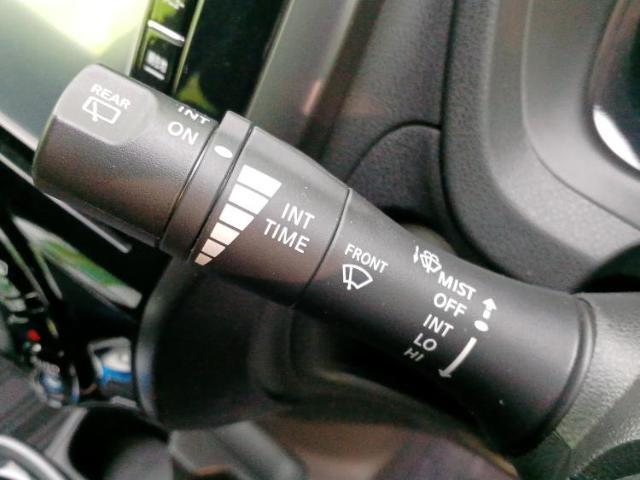 REAR
INT
ON
INT
TIME
FRONT
MIST
OFF
INT
LO
HI